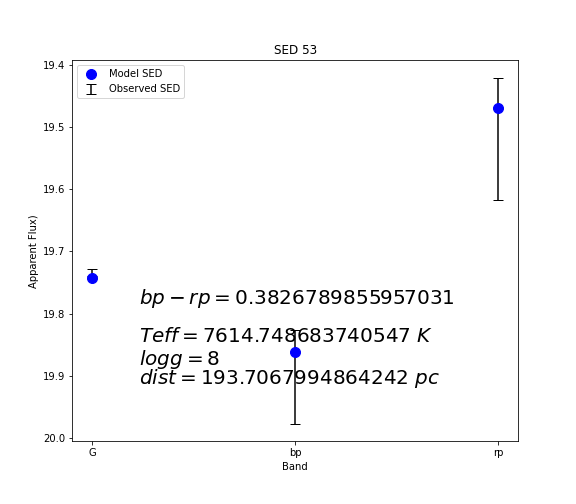 SED 53
Model SED
Observed SED
19.4
19.5
19.6
19.7
19.8
19.9
20.0
Apparent Flux)
bp − rp = 0.3826789855957031
Teff = 7614.748683740547 K
logg = 8
dist = 193.7067994864242 pc
G bp rp
Band